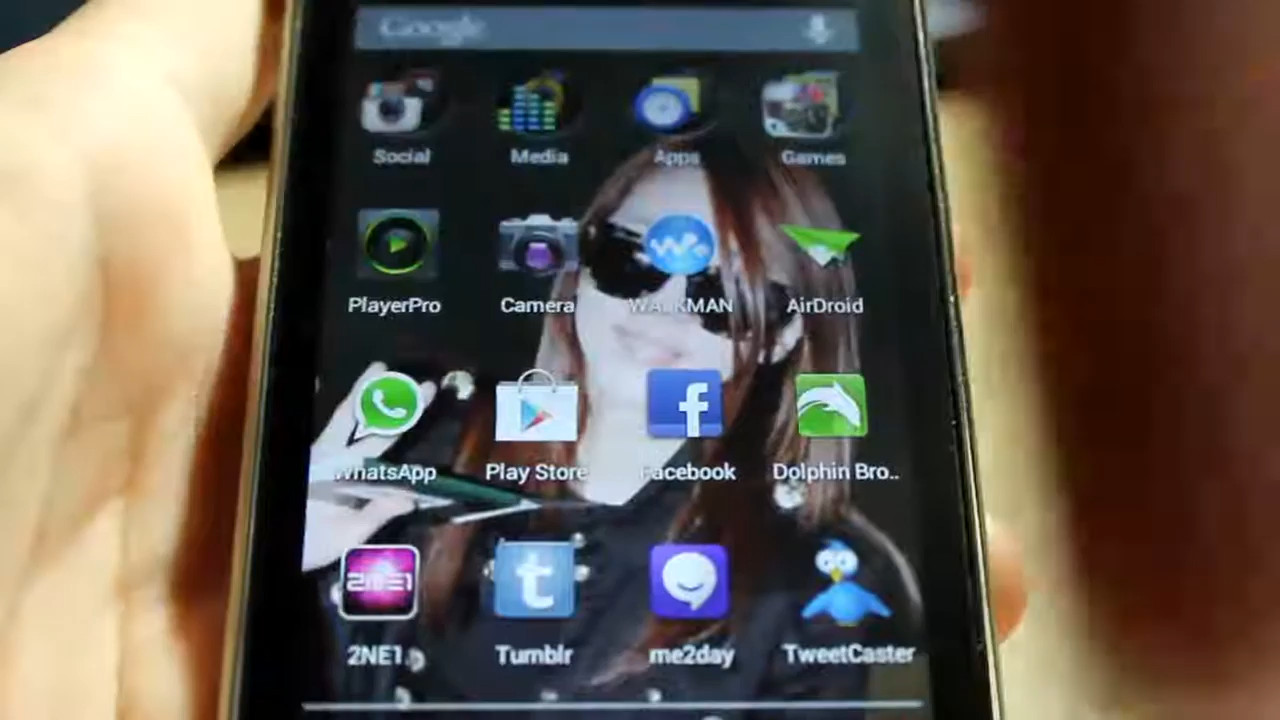 Google
Social Media Apps Games
PlayerPro Camera WALKMAN AirDroid
WhatsApp Play Store Facebook Dolphin Bro..
2NE1
2NE1.. Tumblr me2day TweetCaster